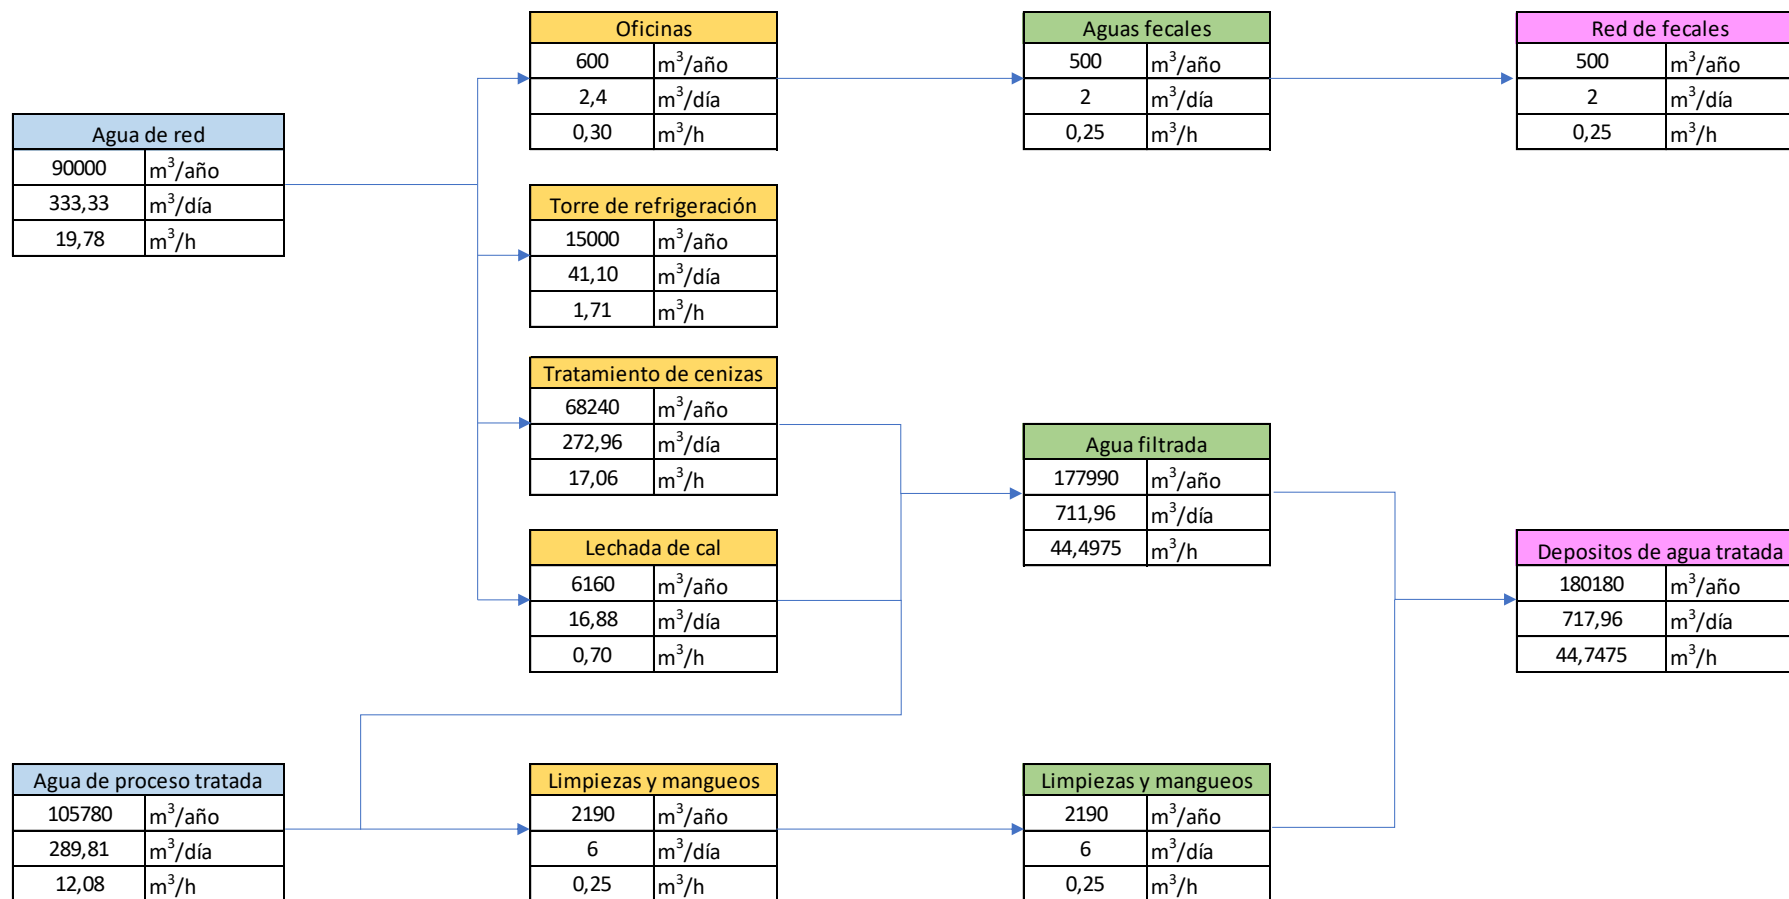 Oficinas
600 m³/año
2,4 m³/día
0,30 m³/h
Aguas fecales
500 m³/año
2 m³/día
0,25 m³/h
Red de fecales
500 m³/año
2 m³/día
0,25 m³/h
Agua de red
90000 m³/año
333,33 m³/día
19,78 m³/h
Torre de refrigeración
15000 m³/año
41,10 m³/día
1,71 m³/h
Tratamiento de cenizas
68240 m³/año
272,96 m³/día
17,06 m³/h
Agua filtrada
177990 m³/año
711,96 m³/día
44,4975 m³/h
Lechada de cal
6160 m³/año
16,88 m³/día
0,70 m³/h
Depositos de agua tratada
180180 m³/año
717,96 m³/día
44,7475 m³/h
Agua de proceso tratada
105780 m³/año
289,81 m³/día
12,08 m³/h
Limpiezas y mangueos
2190 m³/año
6 m³/día
0,25 m³/h
Limpiezas y mangueos
2190 m³/año
6 m³/día
0,25 m³/h